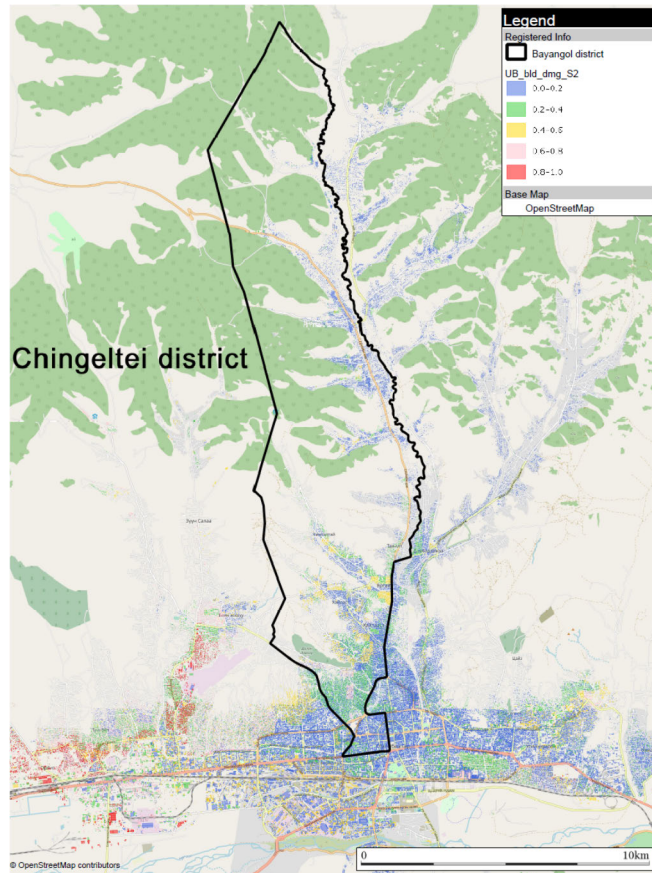 Legend
Registered Info
Bayangol district
UB_bld_dmg_S2
0.0-0.2
0.2-0.4
0.4-0.6
0.6-0.8
0.8-1.0
Base Map
OpenStreetMap
Chingeltei district
© OpenStreetMap contributors
0
10km